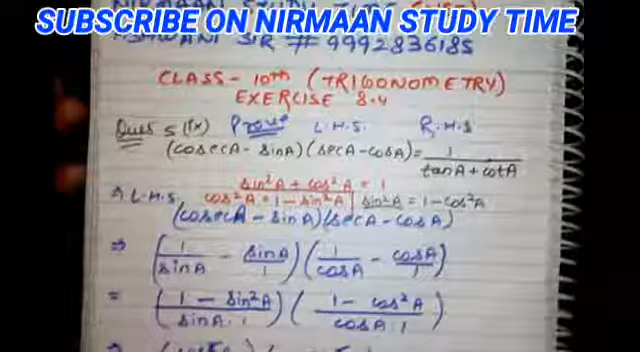 SUBSCRIBE ON NIRMAAN STUDY TIME
SIR # 9992836185
CLASS - 10th (TRIGONOMETRY)
EXERCISE 8.4
Ques 5 (ix) Prove L.H.S. R.H.S
(cosecA - sinA)(secA - cosA) = 1/(tanA + cotA)
sin²A + cos²A = 1
⇒ L.H.S. cos²A = 1 - sin²A | sin²A = 1 - cos²A
(cosecA - sinA)(secA - cosA)
⇒ (1/sinA - sinA/1)(1/cosA - cosA/1)
= (1 - sin²A/sinA.1)(1 - cos²A/cosA.1)